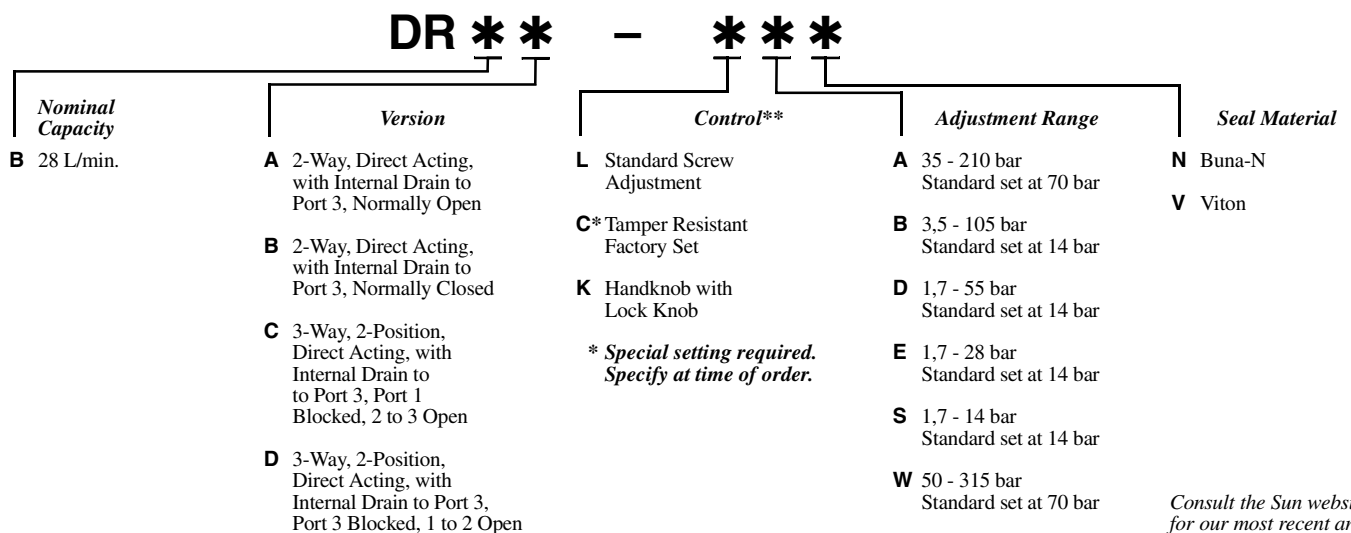 DR * * – * * *
Nominal
Capacity
B 28 L/min.
Version
A 2-Way, Direct Acting,
with Internal Drain to
Port 3, Normally Open
B 2-Way, Direct Acting,
with Internal Drain to
Port 3, Normally Closed
C 3-Way, 2-Position,
Direct Acting, with
Internal Drain to
to Port 3, Port 1
Blocked, 2 to 3 Open
D 3-Way, 2-Position,
Direct Acting, with
Internal Drain to Port 3,
Port 3 Blocked, 1 to 2 Open
Control**
L Standard Screw
Adjustment
C* Tamper Resistant
Factory Set
K Handknob with
Lock Knob
* Special setting required.
Specify at time of order.
Adjustment Range
A 35 - 210 bar
Standard set at 70 bar
B 3,5 - 105 bar
Standard set at 14 bar
D 1,7 - 55 bar
Standard set at 14 bar
E 1,7 - 28 bar
Standard set at 14 bar
S 1,7 - 14 bar
Standard set at 14 bar
W 50 - 315 bar
Standard set at 70 bar
Seal Material
N Buna-N
V Viton
Consult the Sun
for our most recent